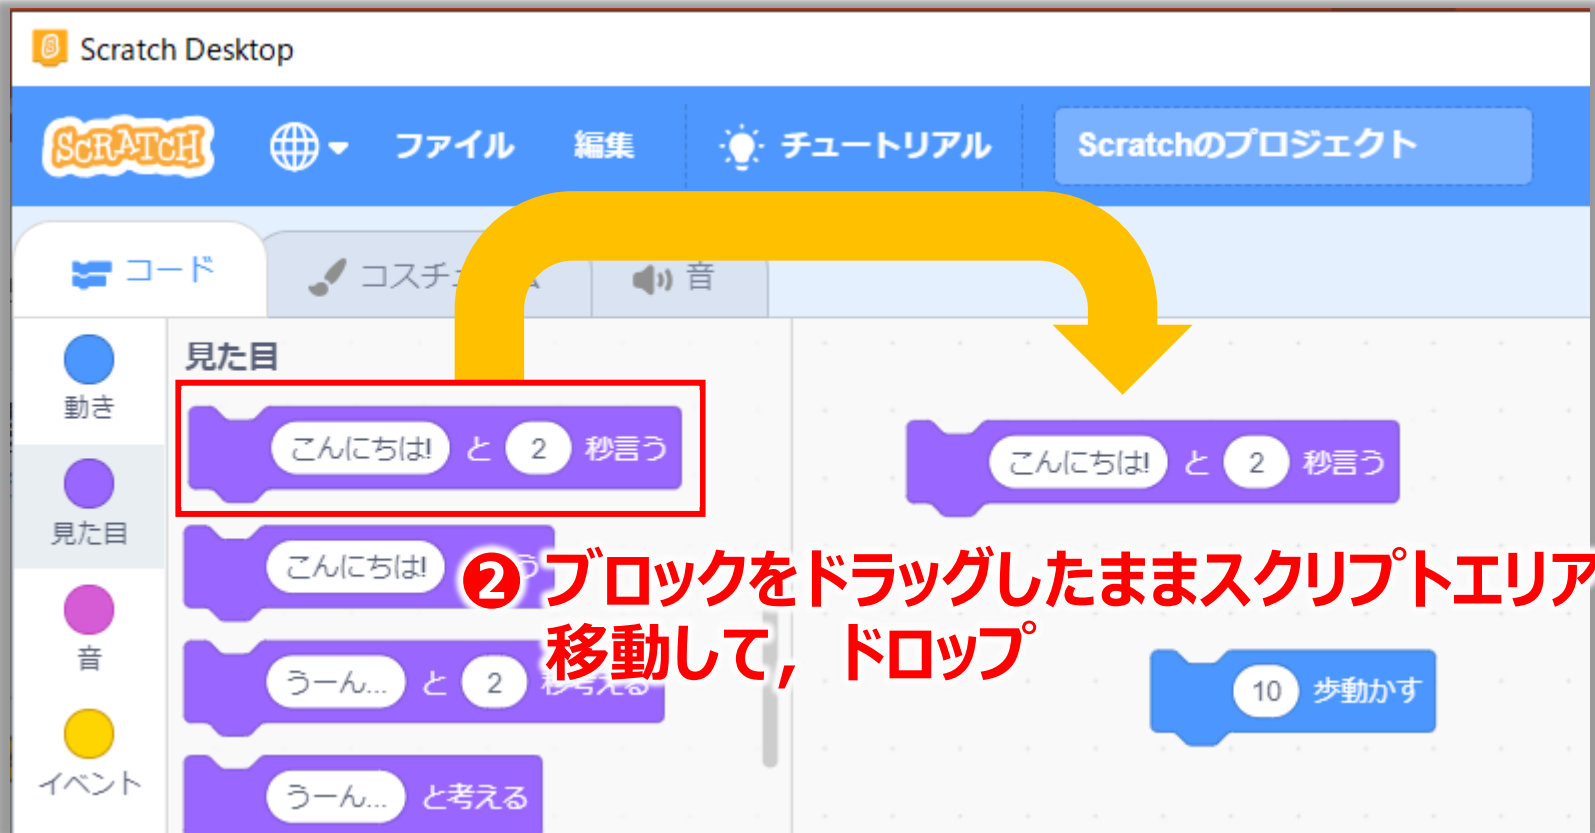 Scratch Desktop
SCRATCH ファイル 編集 チュートリアル Scratchのプロジェクト
コード 音
見た目
動き
見た目
音
イベント
こんにちは! と 2 秒言う
こんにちは!
うーん... と 2 秒考える
うーん... と考える
こんにちは! と 2 秒言う
❷ ブロックをドラッグしたままスクリプトエリア
移動して，ドロップ
10 歩動かす